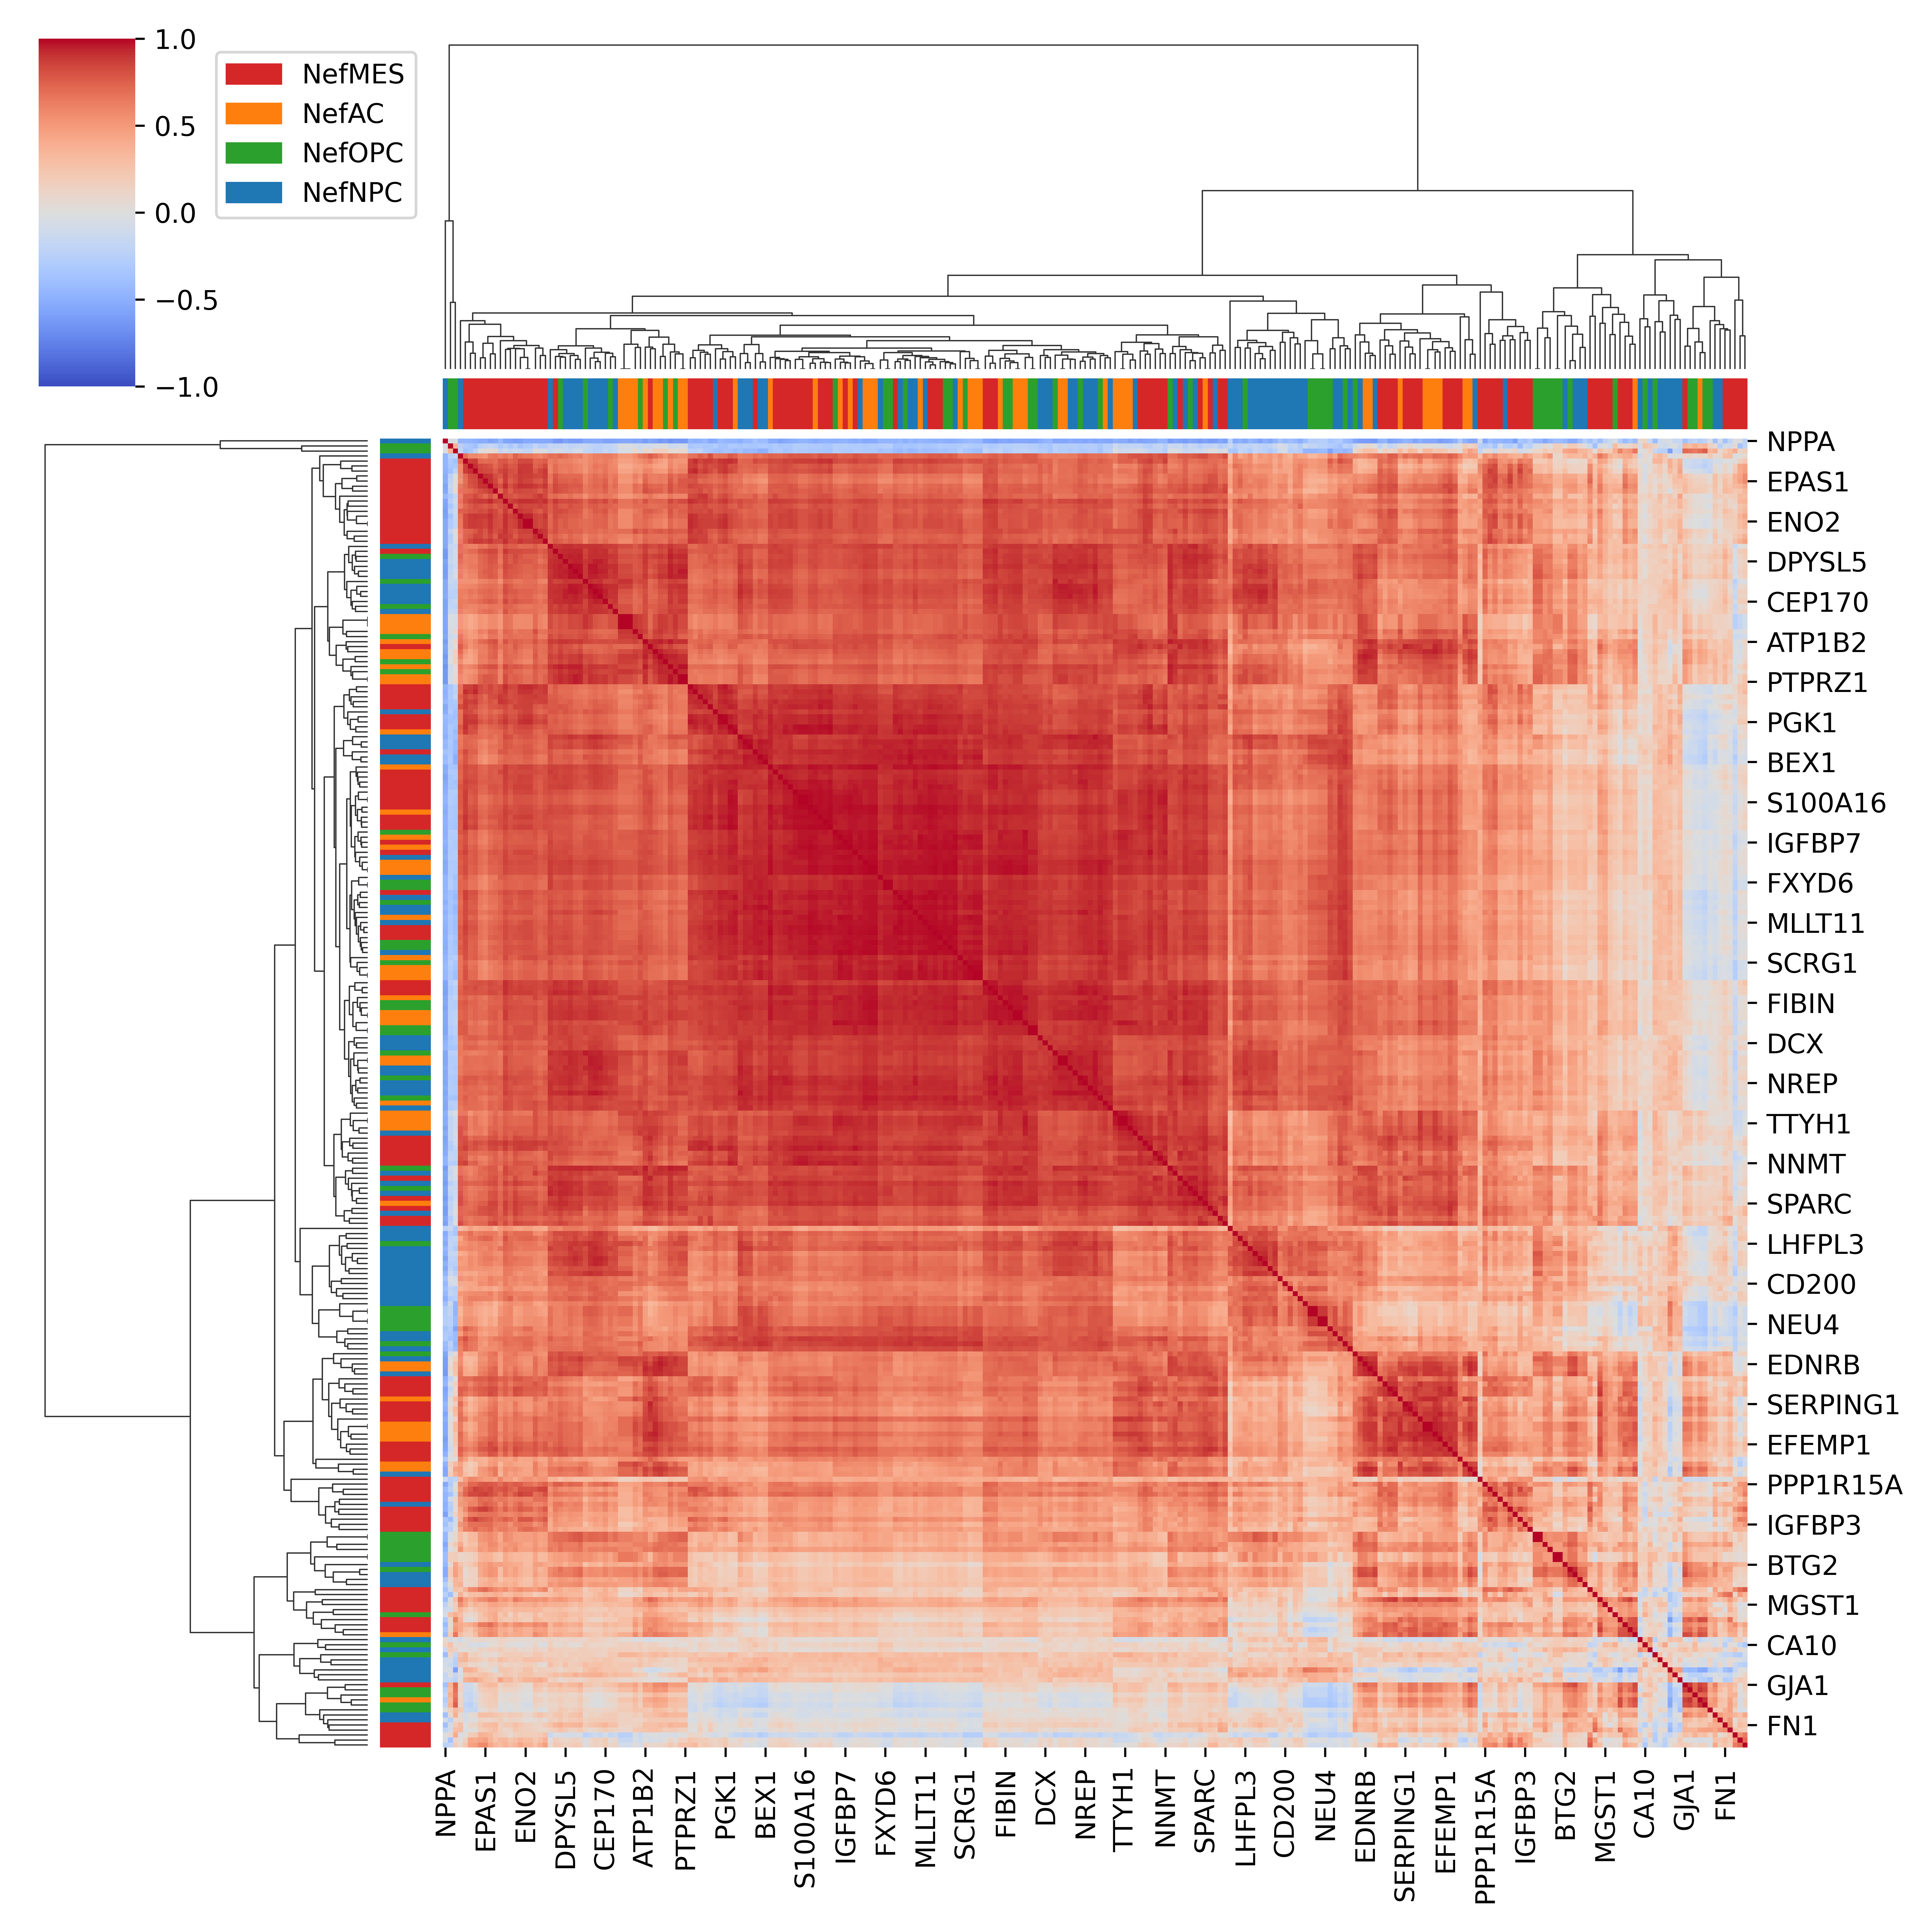 1.0
0.5
0.0
−0.5
−1.0
NefMES
NefAC
NefOPC
NefNPC
NPPA
EPAS1
ENO2
DPYSL5
CEP170
ATP1B2
PTPRZ1
PGK1
BEX1
S100A16
IGFBP7
FXYD6
MLLT11
SCRG1
FIBIN
DCX
NREP
TTYH1
NNMT
SPARC
LHFPL3
CD200
NEU4
EDNRB
SERPING1
EFEMP1
PPP1R15A
IGFBP3
BTG2
MGST1
CA10
GJA1
FN1
NPPA
EPAS1
ENO2
DPYSL5
CEP170
ATP1B2
PTPRZ1
PGK1
BEX1
S100A16
IGFBP7
FXYD6
MLLT11
SCRG1
FIBIN
DCX
NREP
TTYH1
NNMT
SPARC
LHFPL3
CD200
NEU4
EDNRB
SERPING1
EFEMP1
PPP1R15A
IGFBP3
BTG2
MGST1
CA10
GJA1
FN1